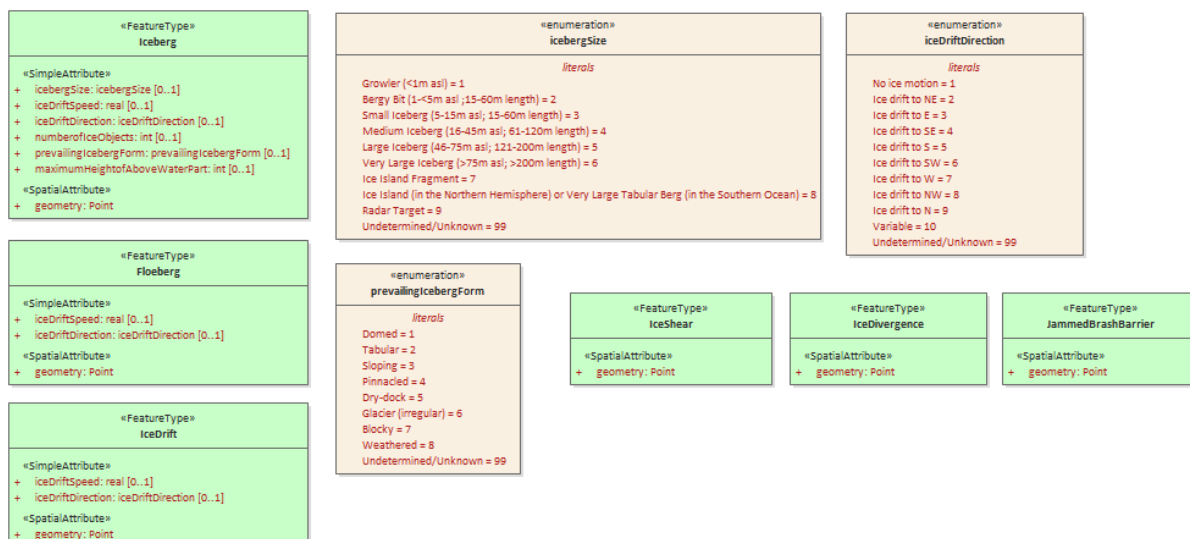 «FeatureType»
Iceberg
«SimpleAttribute»
+ icebergSize: icebergSize [0..1]
+ iceDriftSpeed: real [0..1]
+ iceDriftDirection: iceDriftDirection [0..1]
+ numberofIceObjects: int [0..1]
+ prevailingIcebergForm: prevailingIcebergForm [0..1]
+ maximumHeightofAboveWaterPart: int [0..1]
«SpatialAttribute»
+ geometry: Point
«enumeration»
icebergSize
literals
Growler (<1m asl) = 1
Bergy Bit (1-<5m asl ;15-60m length) = 2
Small Iceberg (5-15m asl; 15-60m length) = 3
Medium Iceberg (16-45m asl; 61-120m length) = 4
Large Iceberg (46-75m asl; 121-200m length) = 5
Very Large Iceberg (>75m asl; >200m length) = 6
Ice Island Fragment = 7
Ice Island (in the Northern Hemisphere) or Very Large Tabular Berg (in the Southern Ocean) = 8
Radar Target = 9
Undetermined/Unknown = 99
«enumeration»
iceDriftDirection
literals
No ice motion = 1
Ice drift to NE = 2
Ice drift to E = 3
Ice drift to SE = 4
Ice drift to S = 5
Ice drift to SW = 6
Ice drift to W = 7
Ice drift to NW = 8
Ice drift to N = 9
Variable = 10
Undetermined/Unknown = 99
«FeatureType»
Floeberg
«SimpleAttribute»
+ iceDriftSpeed: real [0..1]
+ iceDriftDirection: iceDriftDirection [0..1]
«SpatialAttribute»
+ geometry: Point
«enumeration»
prevailingIcebergForm
literals
Domed = 1
Tabular = 2
Sloping = 3
Pinnacled = 4
Dry-dock = 5
Glacier (irregular) = 6
Blocky = 7
Weathered = 8
Undetermined/Unknown = 99
«FeatureType»
IceShear
«SpatialAttribute»
+ geometry: Point
«FeatureType»
IceDivergence
«SpatialAttribute»
+ geometry: Point
«FeatureType»
JammedBrashBarrier
«SpatialAttribute»
+ geometry: Point
«FeatureType»
IceDrift
«SimpleAttribute»
+ iceDriftSpeed: real [0..1]
+ iceDriftDirection: iceDriftDirection [0..1]
«SpatialAttribute»
+ geometry: Point